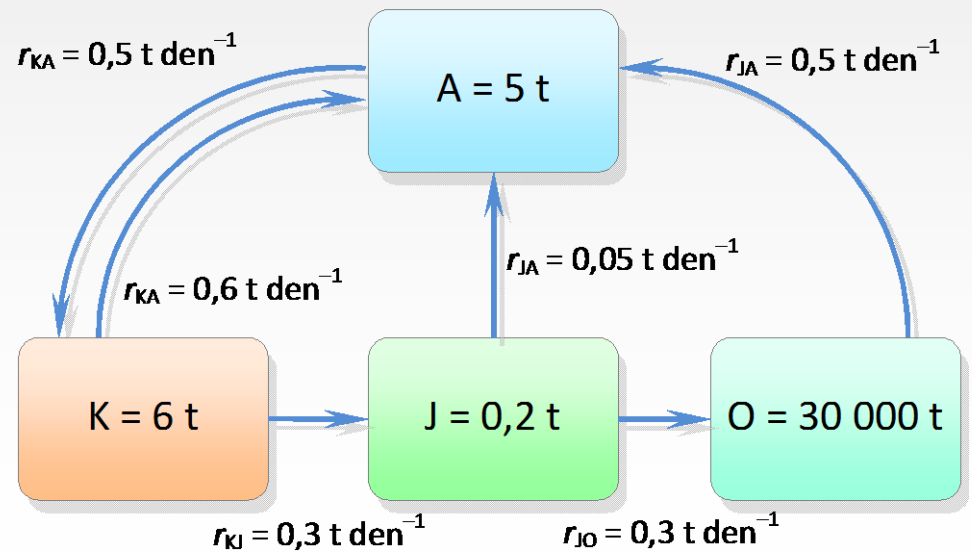 r_KA = 0,5 t den⁻¹
A = 5 t
r_JA = 0,5 t den⁻¹
r_JA = 0,05 t den⁻¹
r_KA = 0,6 t den⁻¹
K = 6 t
J = 0,2 t
O = 30 000 t
r_KJ = 0,3 t den⁻¹
r_JO = 0,3 t den⁻¹